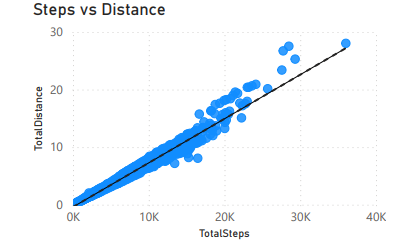 Steps vs Distance
30
20
10
0
TotalDistance
0K 10K 20K 30K 40K
TotalSteps